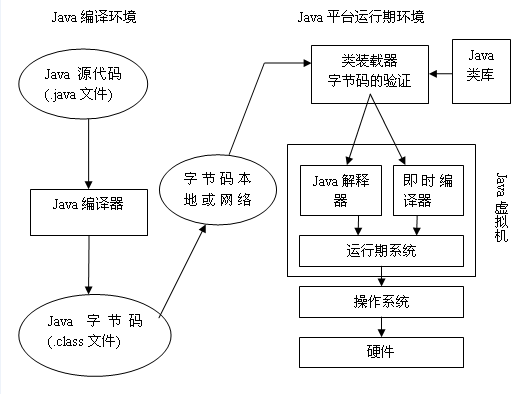 Java 编译环境
Java 源代码
(.java 文件)
Java 编译器
Java 字节码
(.class 文件)
字节码本
地或网络
Java 平台运行期环境
类装载器
字节码的验证
Java
类库
Java 解释
器
即时编
译器
运行期系统
Java 虚拟机
操作系统
硬件